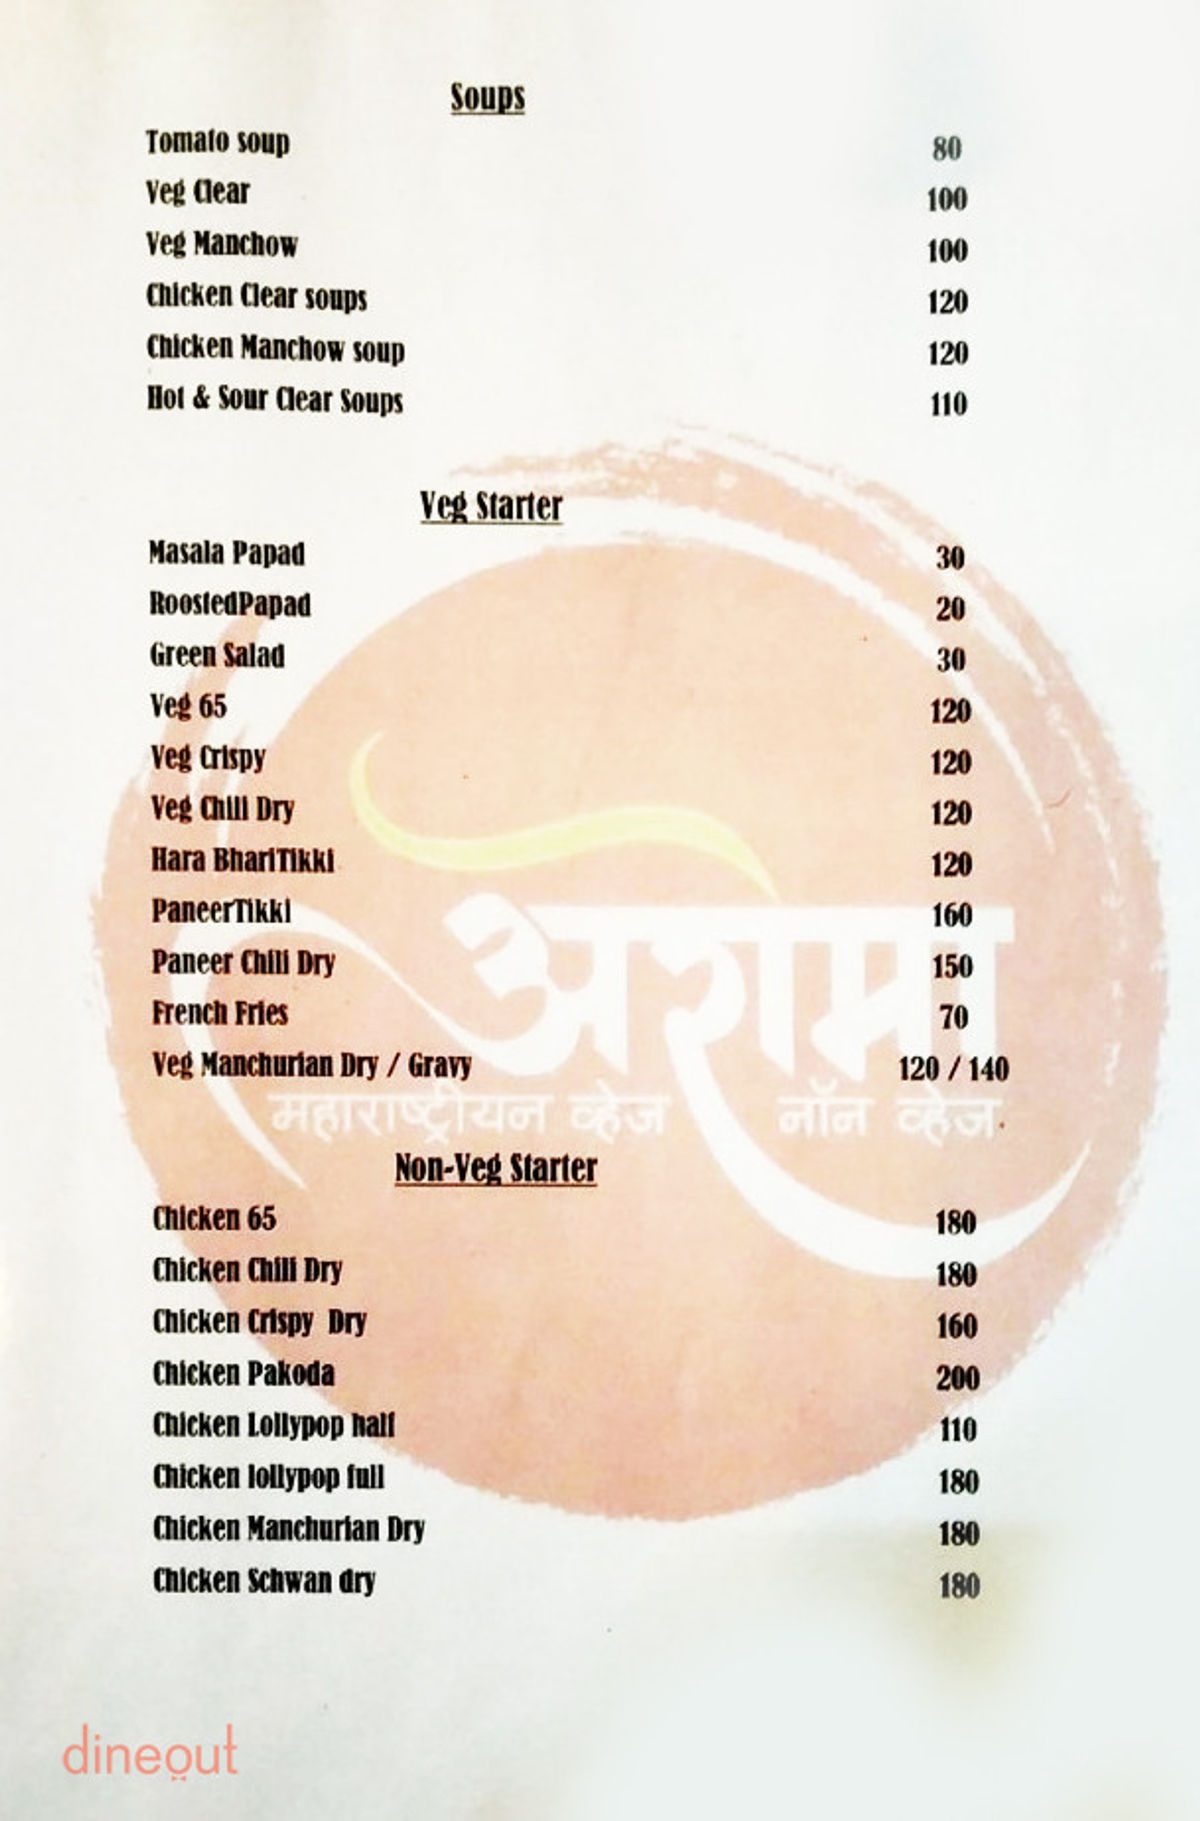 Soups
Tomato soup 80
Veg Clear 100
Veg Manchow 100
Chicken Clear soups 120
Chicken Manchow soup 120
Hot & Sour Clear Soups 110
Veg Starter
Masala Papad 30
RoostedPapad 20
Green Salad 30
Veg 65 120
Veg Crispy 120
Veg Chili Dry 120
Hara BhariTikki 120
PaneerTikki 160
अशमा
Paneer Chili Dry 150
French Fries 70
Veg Manchurian Dry / Gravy 120 / 140
महाराष्ट्रीयन व्हेज नॉन व्हेज
Non-Veg Starter
Chicken 65 180
Chicken Chili Dry 180
Chicken Crispy Dry 160
Chicken Pakoda 200
Chicken Lollypop half 110
Chicken lollypop full 180
Chicken Manchurian Dry 180
Chicken Schwan dry 180
dineout